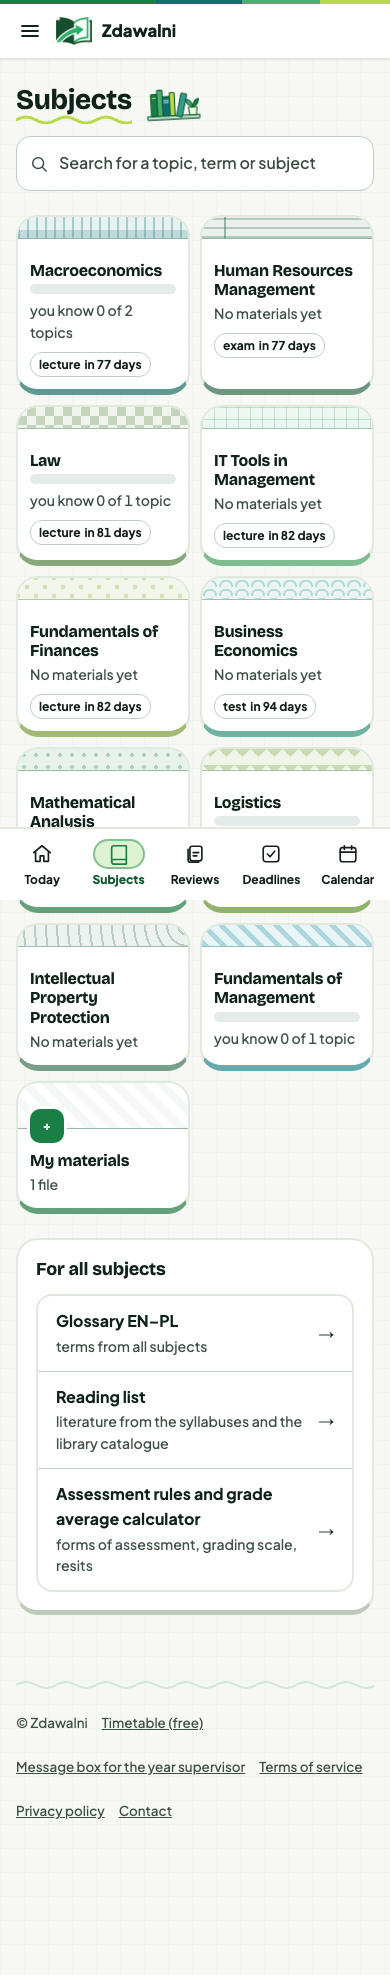 Zdawalni
Subjects
Search for a topic, term or subject
Macroeconomics
you know 0 of 2
topics
lecture in 77 days
Human Resources
Management
No materials yet
exam in 77 days
Law
you know 0 of 1 topic
lecture in 81 days
IT Tools in
Management
No materials yet
lecture in 82 days
Fundamentals of
Finances
No materials yet
lecture in 82 days
Business
Economics
No materials yet
test in 94 days
Mathematical
Analysis
Logistics
Today
Subjects
Reviews
Deadlines
Calendar
Intellectual
Property
Protection
No materials yet
Fundamentals of
Management
you know 0 of 1 topic
+
My materials
1 file
For all subjects
Glossary EN–PL
terms from all subjects
→
Reading list
literature from the syllabuses and the
library catalogue
→
Assessment rules and grade
average calculator
forms of assessment, grading scale,
resits
→
© Zdawalni Timetable (free)
Message box for the year supervisor Terms of service
Privacy policy Contact